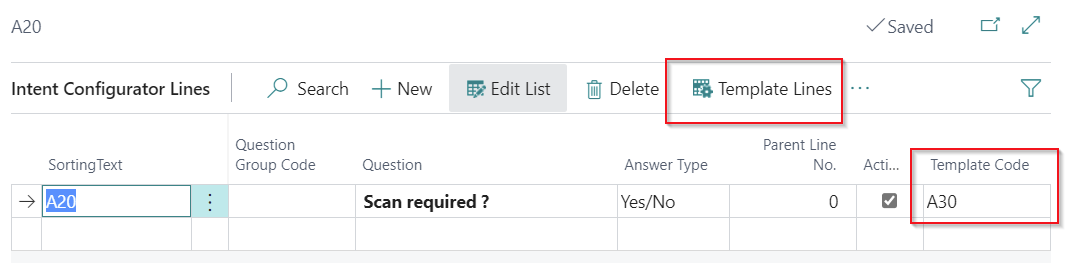 A20
Saved
Intent Configurator Lines
Search
New
Edit List
Delete
Template Lines
...
SortingText
Question
Group Code
Question
Answer Type
Parent Line
No.
Acti...
Template Code
A20
Scan required ?
Yes/No
0
A30